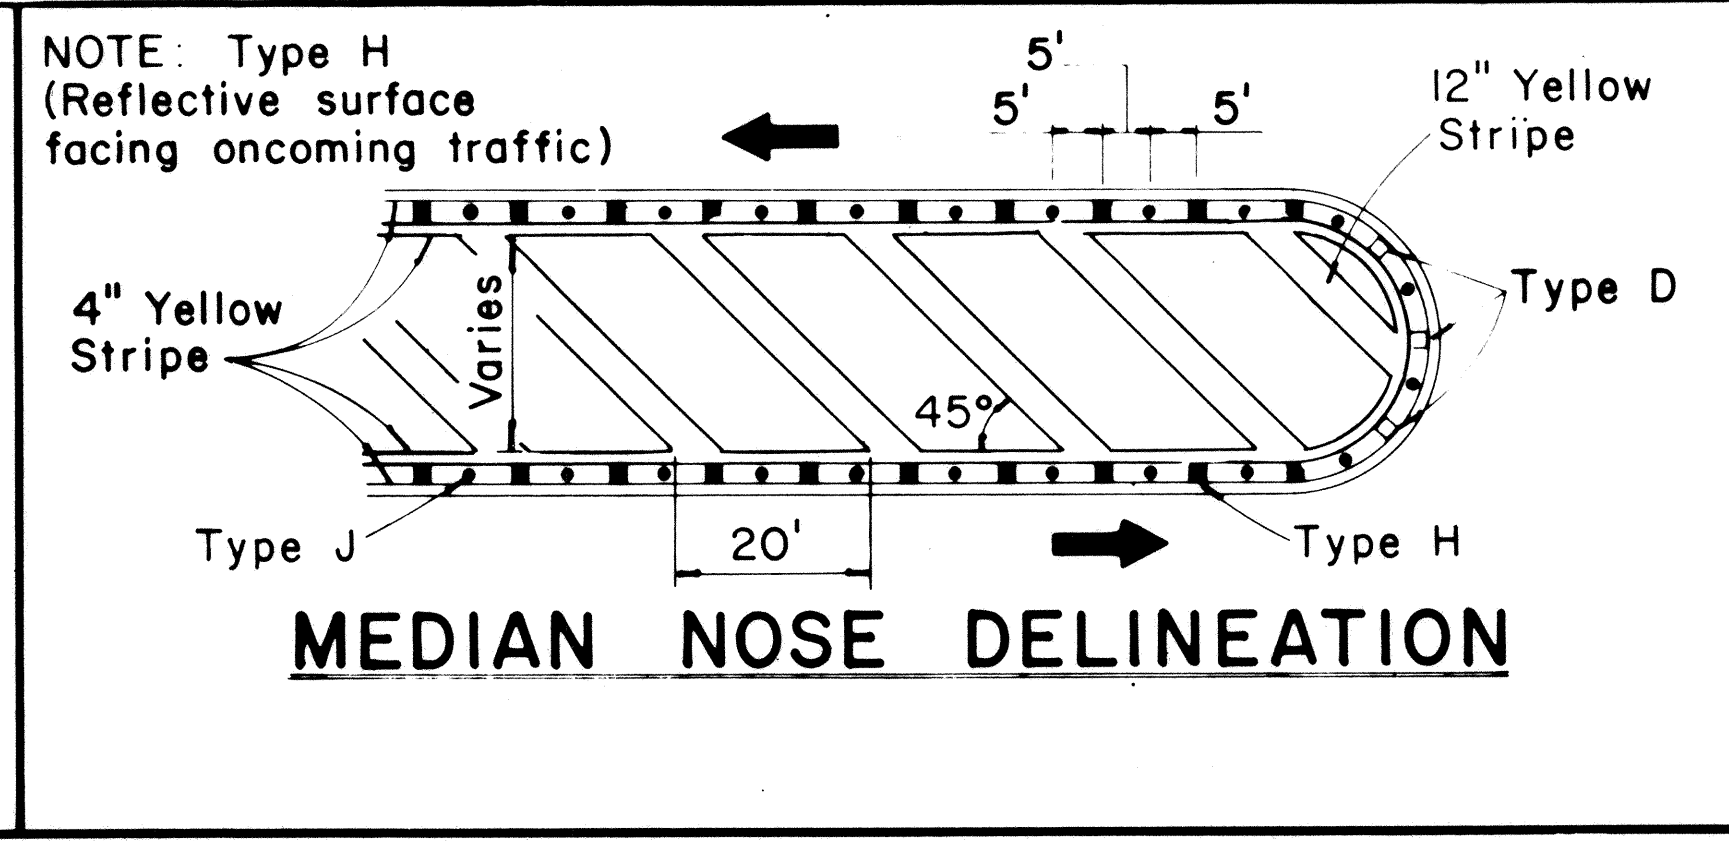 NOTE: Type H
(Reflective surface
facing oncoming traffic)
5'
5'
5'
12" Yellow
Stripe
4" Yellow
Stripe
Varies
45°
Type D
Type J
20'
Type H
MEDIAN NOSE DELINEATION